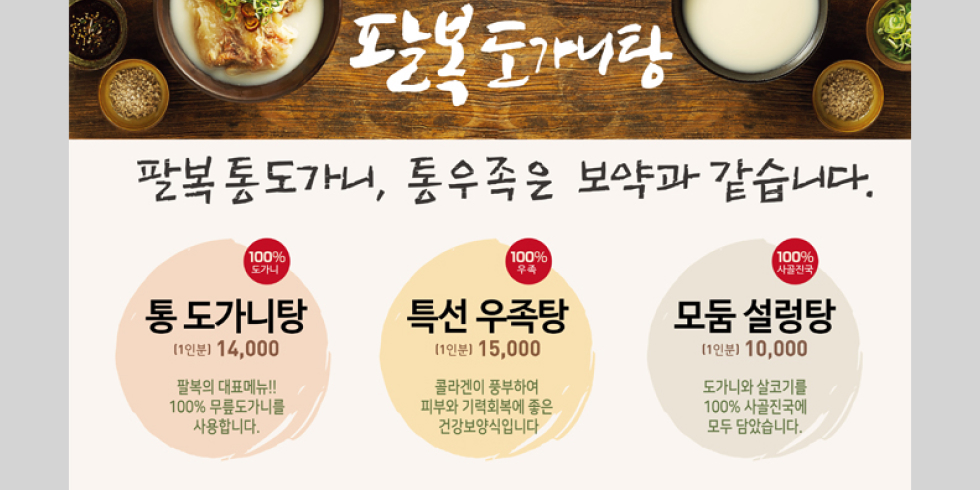 팔복 도가니탕
팔복통도가니, 통우족은 보약과 같습니다.
100%
도가니
통 도가니탕
(1인분) 14,000
팔복의 대표메뉴!!
100% 무릎도가니를
사용합니다.
100%
우족
특선 우족탕
(1인분) 15,000
콜라겐이 풍부하여
피부와 기력회복에 좋은
건강보양식입니다
100%
사골진국
모둠 설렁탕
(1인분) 10,000
도가니와 살코기를
100% 사골진국에
모두 담았습니다.